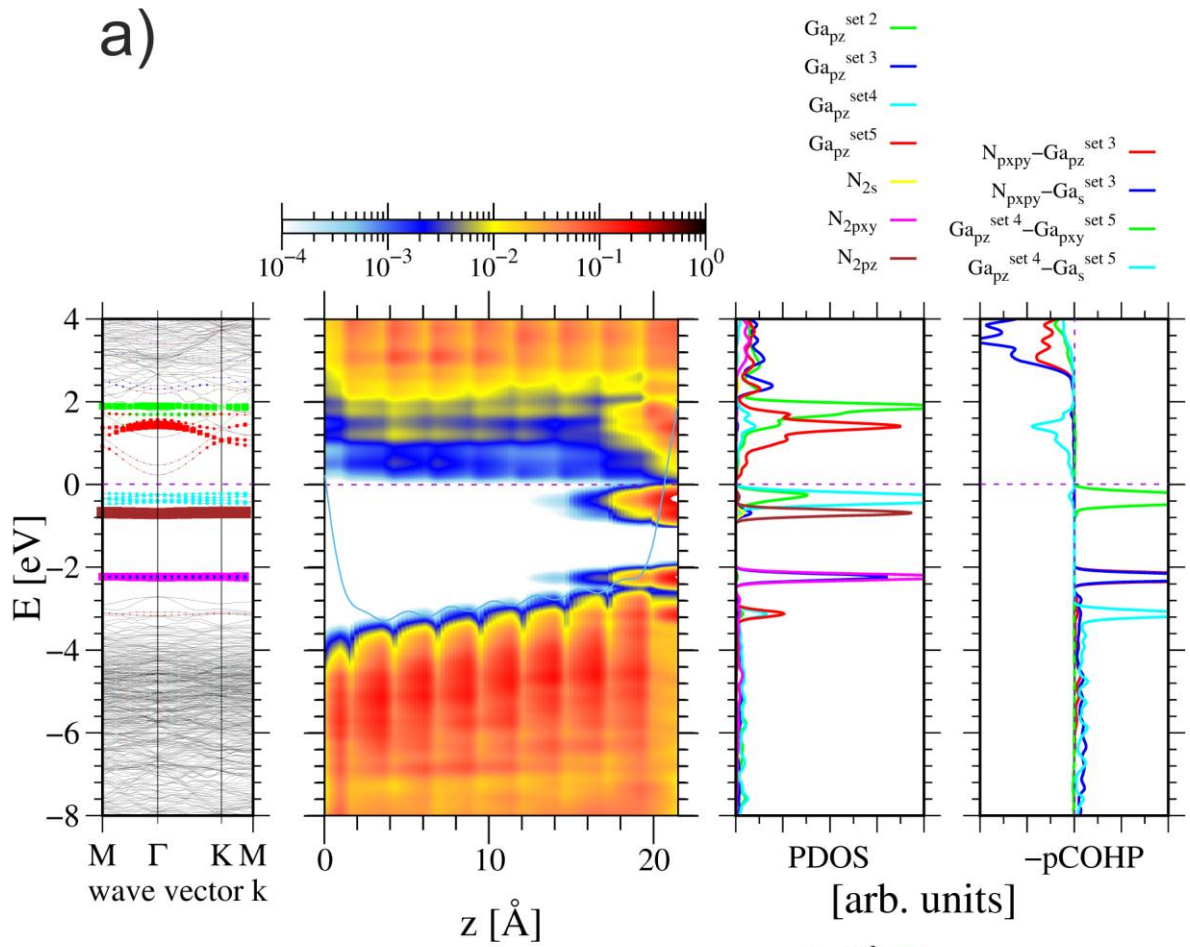 a)
Ga_pz^set 2
Ga_pz^set 3
Ga_pz^set4
Ga_pz^set5
N_2s
N_2pxy
N_2pz
N_pxpy–Ga_pz^set 3
N_pxpy–Ga_s^set 3
Ga_pz^set 4–Ga_pxy^set 5
Ga_pz^set 4–Ga_s^set 5
10^−4 10^−3 10^−2 10^−1 10^0
E [eV]
4
2
0
−2
−4
−6
−8
M Γ K M
wave vector k
0 10 20
z [Å]
PDOS
−pCOHP
[arb. units]